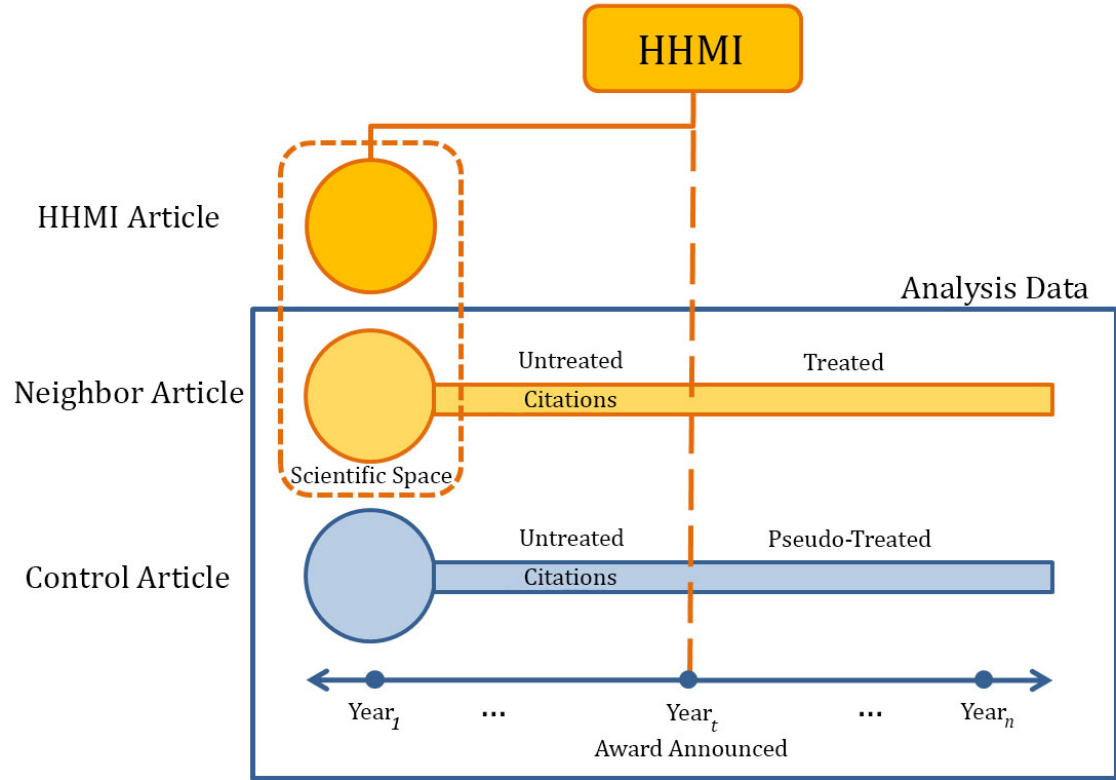 HHMI
HHMI Article
Analysis Data
Untreated Treated
Neighbor Article
Citations
Scientific Space
Untreated Pseudo-Treated
Control Article
Citations
Year1 ... Yeart ... Yearn
Award Announced